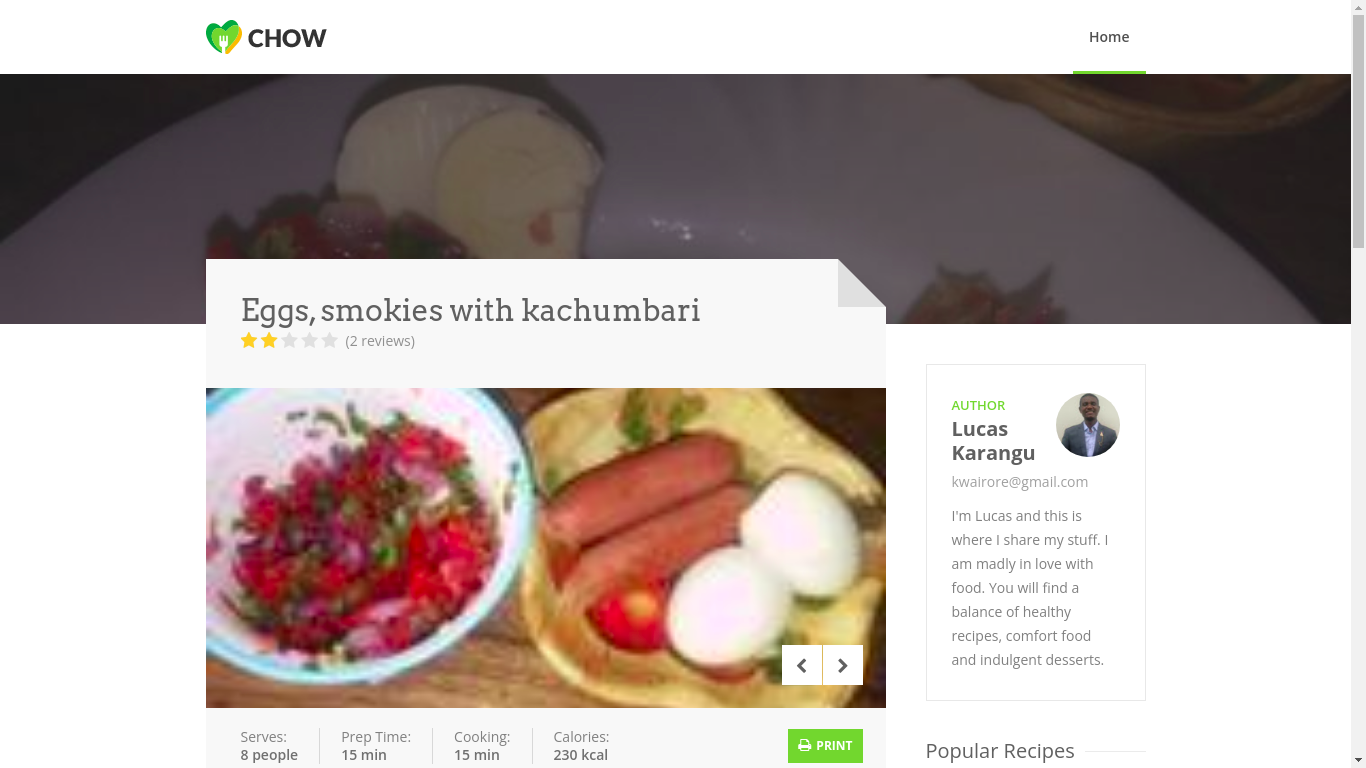 CHOW
Home
Eggs, smokies with kachumbari
(2 reviews)
AUTHOR
Lucas
Karangu
kwairore@gmail.com
I'm Lucas and this is
where I share my stuff. I
am madly in love with
food. You will find a
balance of healthy
recipes, comfort food
and indulgent desserts.
Serves:
8 people
Prep Time:
15 min
Cooking:
15 min
Calories:
230 kcal
PRINT
Popular Recipes